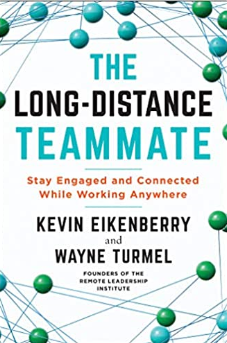 THE
LONG-DISTANCE
TEAMMATE
Stay Engaged and Connected
While Working Anywhere
KEVIN EIKENBERRY
and
WAYNE TURMEL
FOUNDERS OF THE
REMOTE LEADERSHIP
INSTITUTE